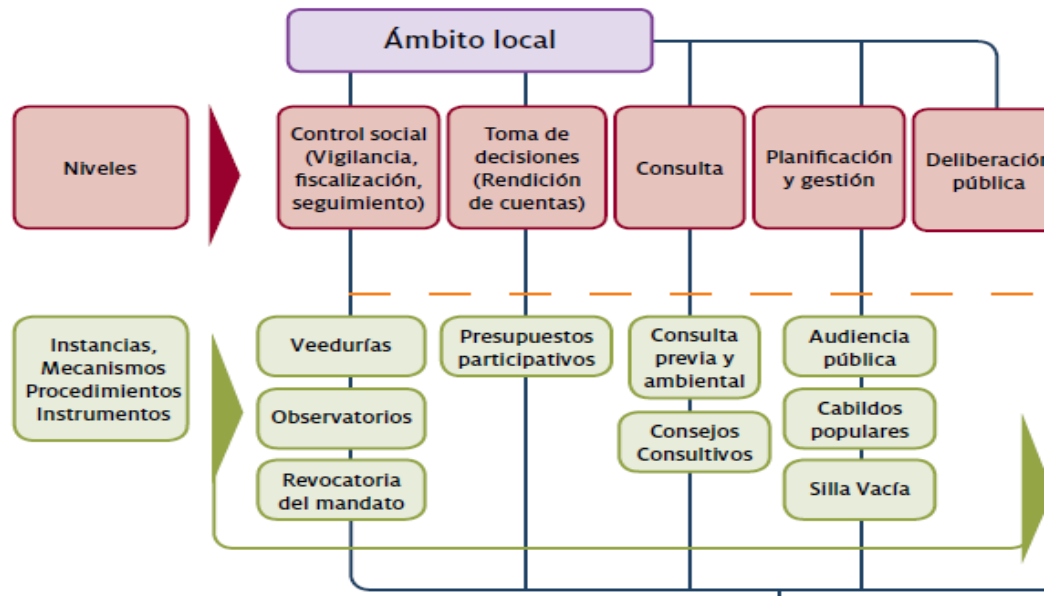 Ámbito local
Niveles
Control social
(Vigilancia,
fiscalización,
seguimiento)
Toma de
decisiones
(Rendición
de cuentas)
Consulta
Planificación
y gestión
Deliberación
pública
Instancias,
Mecanismos
Procedimientos
Instrumentos
Veedurías
Observatorios
Revocatoria
del mandato
Presupuestos
participativos
Consulta
previa y
ambiental
Consejos
Consultivos
Audiencia
pública
Cabildos
populares
Silla Vacía